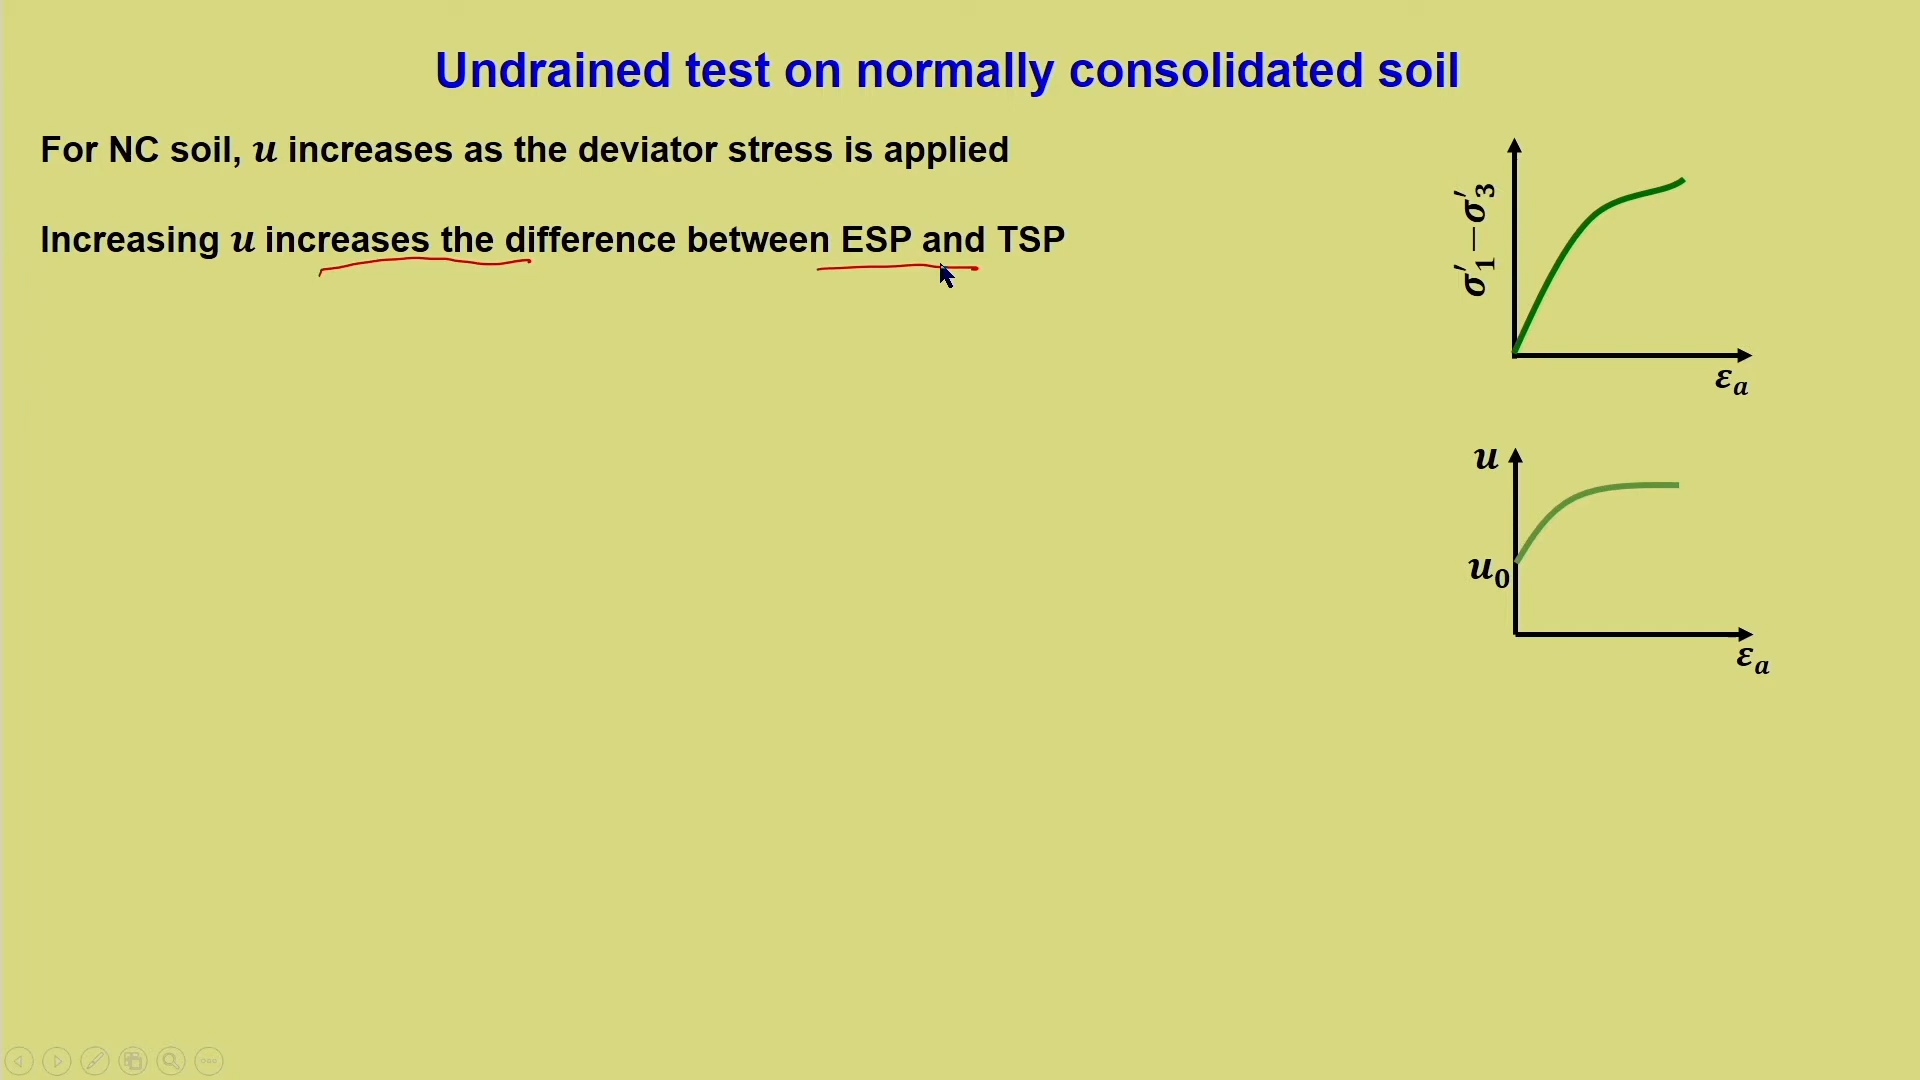 Undrained test on normally consolidated soil
For NC soil, u increases as the deviator stress is applied
Increasing u increases the difference between ESP and TSP
σ′₁−σ′₃
εₐ
u
u₀
εₐ